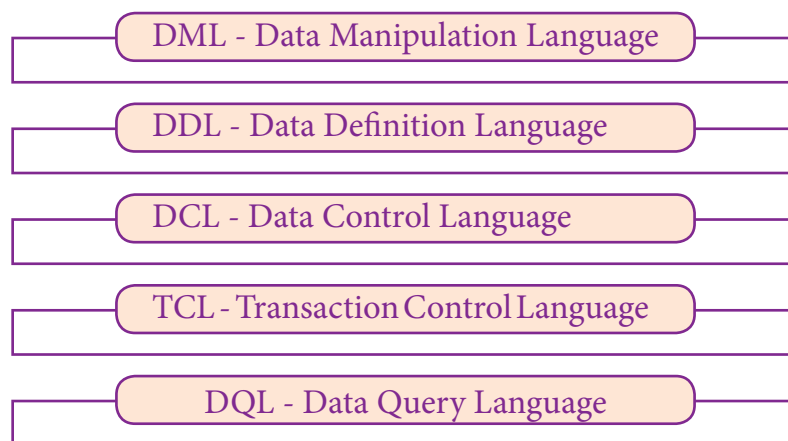 DML - Data Manipulation Language
DDL - Data Definition Language
DCL - Data Control Language
TCL - Transaction Control Language
DQL - Data Query Language